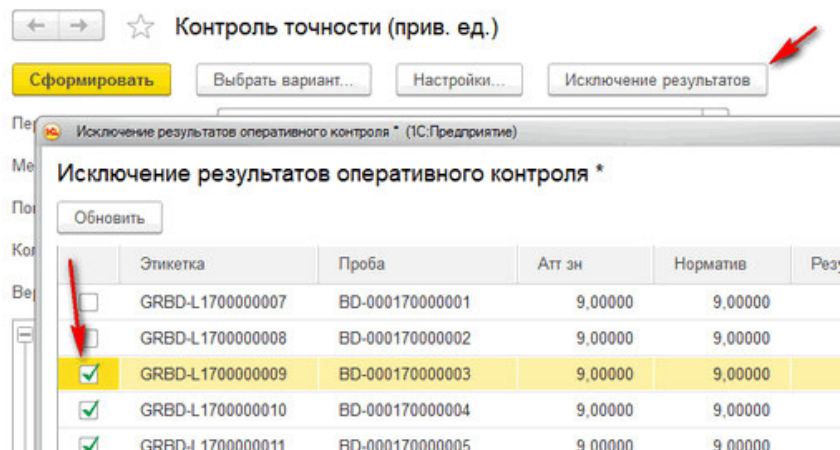 Контроль точности (прив. ед.)
Сформировать Выбрать вариант... Настройки... Исключение результатов
Исключение результатов оперативного контроля * (1С:Предприятие)
Исключение результатов оперативного контроля *
Обновить
Этикетка Проба Атт зн Норматив
GRBD-L1700000007 BD-000170000001 9,00000 9,00000
GRBD-L1700000008 BD-000170000002 9,00000 9,00000
GRBD-L1700000009 BD-000170000003 9,00000 9,00000
GRBD-L1700000010 BD-000170000004 9,00000 9,00000
GRBD-L1700000011 BD-000170000005 9,00000 9,00000